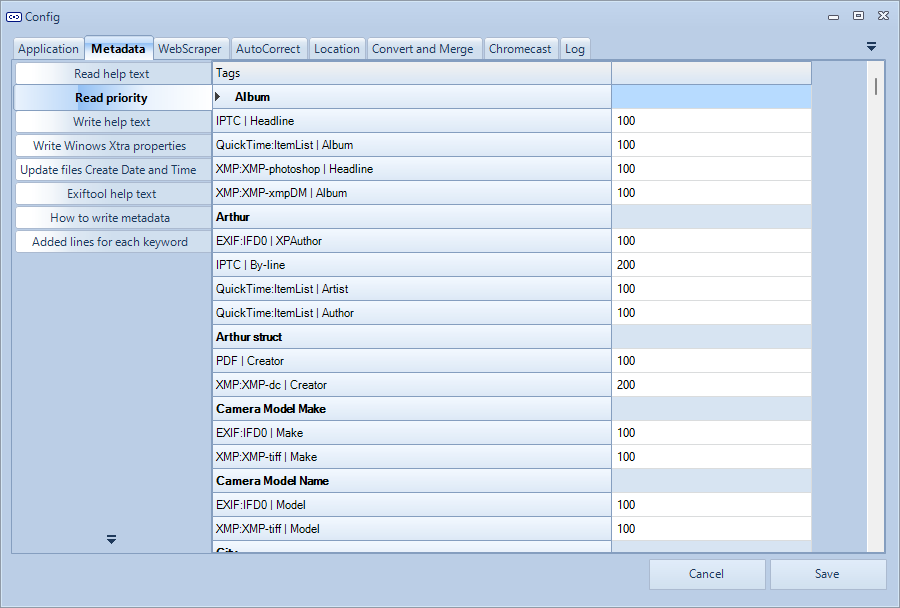 Config
Application Metadata WebScraper AutoCorrect Location Convert and Merge Chromecast Log
Read help text
Read priority
Write help text
Write Winows Xtra properties
Update files Create Date and Time
Exiftool help text
How to write metadata
Added lines for each keyword
Tags
Album
IPTC | Headline 100
QuickTime:ItemList | Album 100
XMP:XMP-photoshop | Headline 100
XMP:XMP-xmpDM | Album 100
Arthur
EXIF:IFD0 | XPAuthor 100
IPTC | By-line 200
QuickTime:ItemList | Artist 100
QuickTime:ItemList | Author 100
Arthur struct
PDF | Creator 100
XMP:XMP-dc | Creator 200
Camera Model Make
EXIF:IFD0 | Make 100
XMP:XMP-tiff | Make 100
Camera Model Name
EXIF:IFD0 | Model 100
XMP:XMP-tiff | Model 100
City
Cancel Save